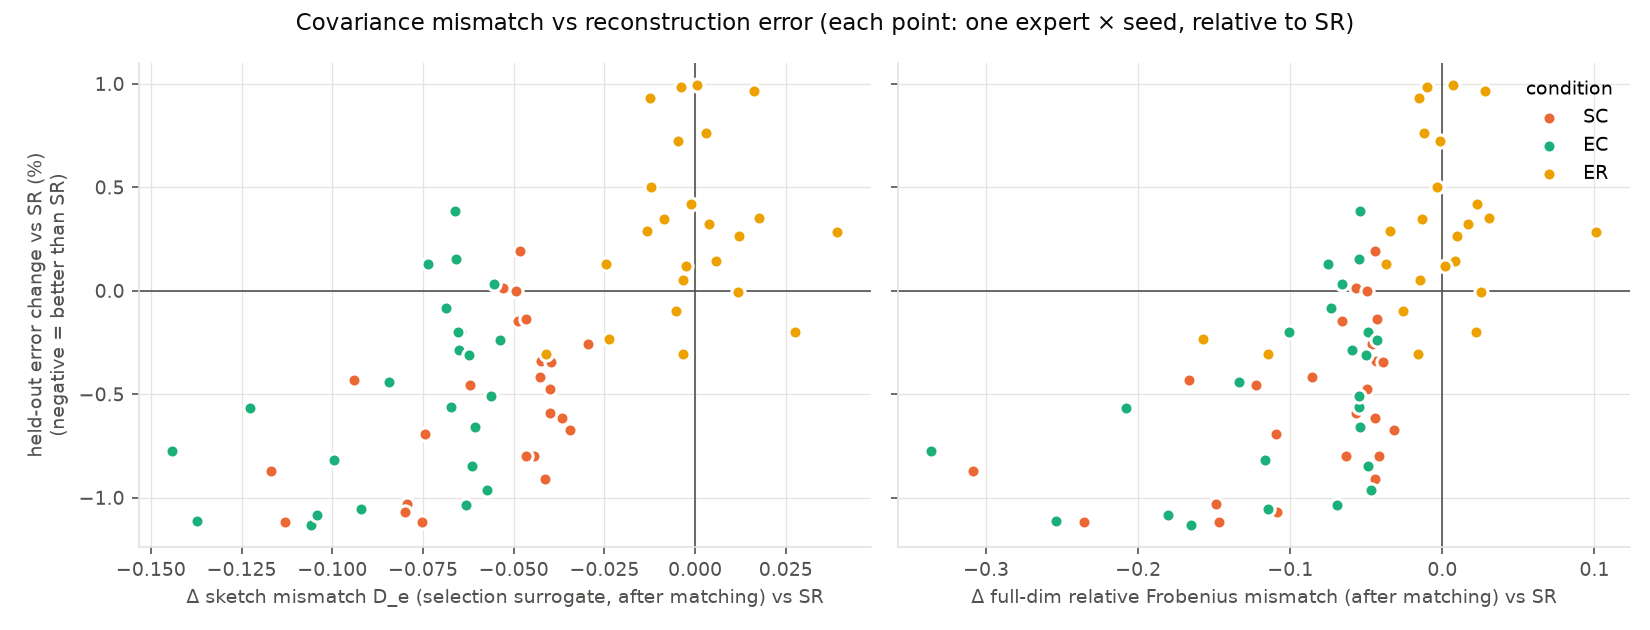 Covariance mismatch vs reconstruction error (each point: one expert × seed, relative to SR)
held-out error change vs SR (%)
(negative = better than SR)
1.0
0.5
0.0
−0.5
−1.0
−0.150 −0.125 −0.100 −0.075 −0.050 −0.025 0.000 0.025
Δ sketch mismatch D_e (selection surrogate, after matching) vs SR
condition
SC
EC
ER
−0.3 −0.2 −0.1 0.0 0.1
Δ full-dim relative Frobenius mismatch (after matching) vs SR